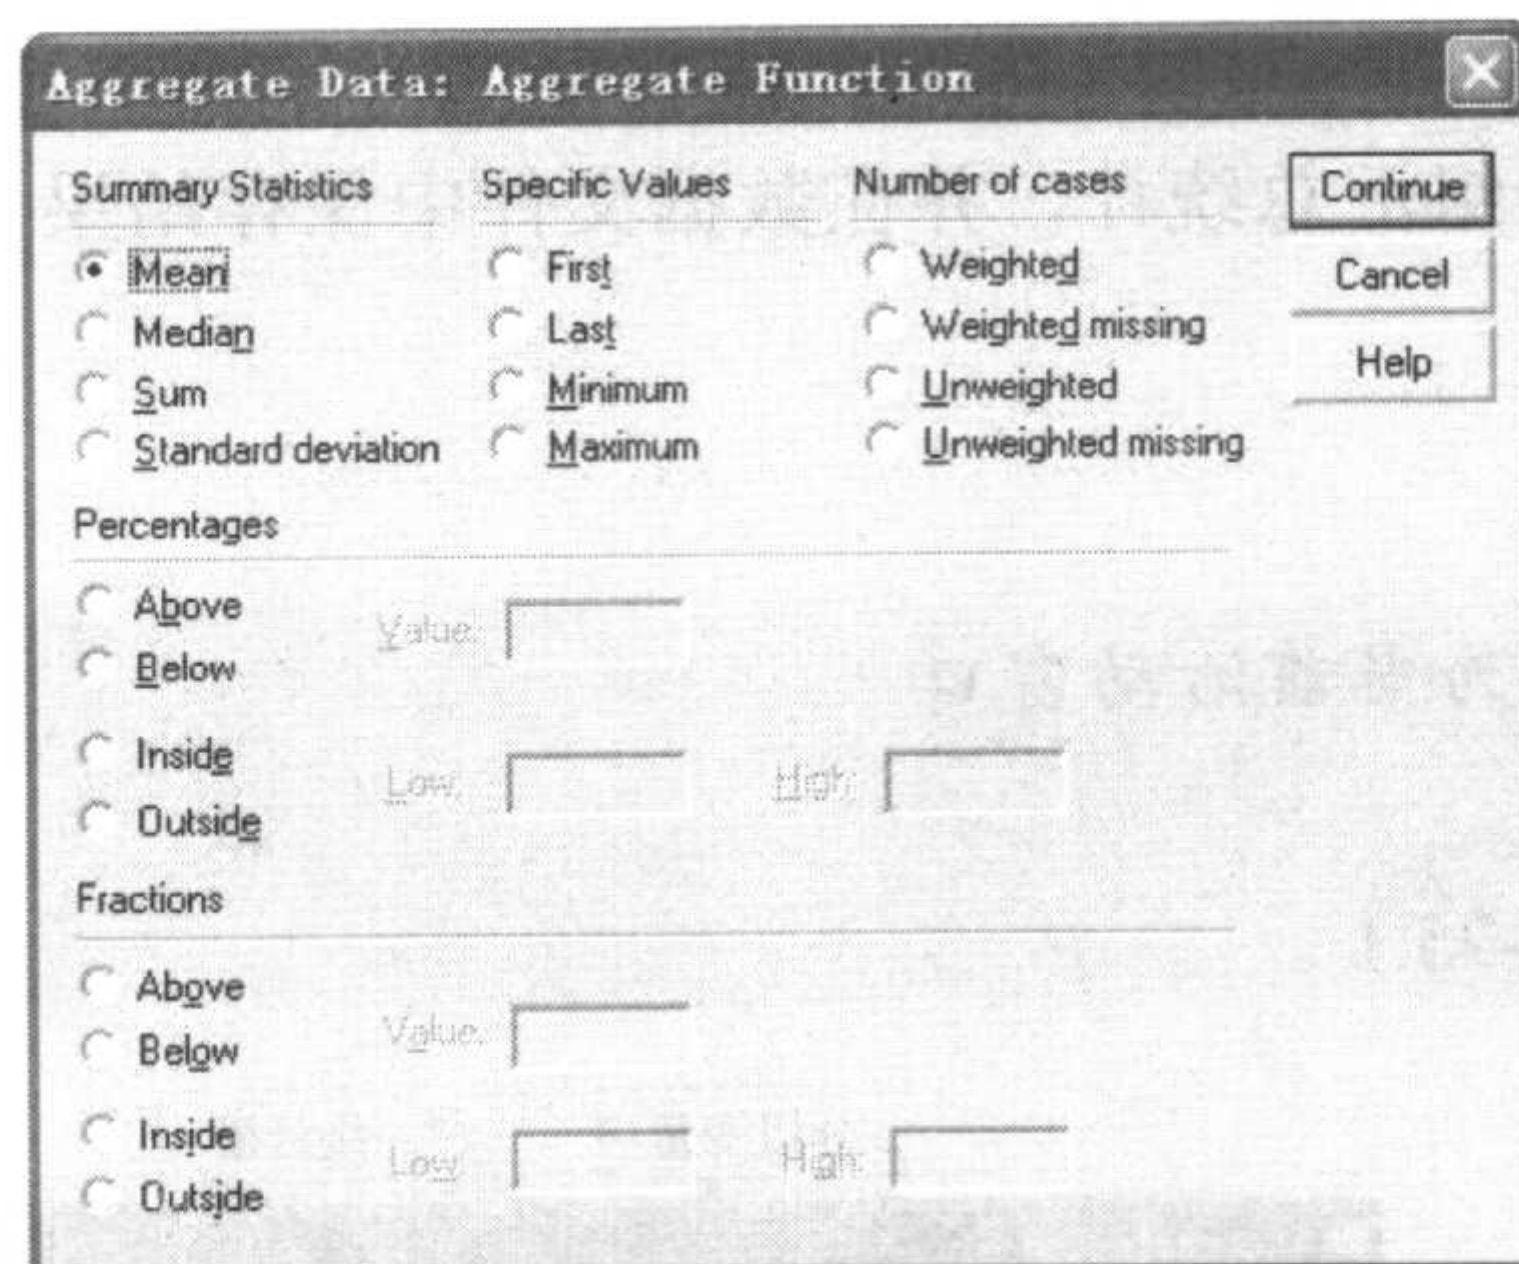 Aggregate Data: Aggregate Function
Summary Statistics Specific Values Number of cases Continue
Mean First Weighted Cancel
Median Last Weighted missing Help
Sum Minimum Unweighted
Standard deviation Maximum Unweighted missing
Percentages
Above Value:
Below
Inside Low: High:
Outside
Fractions
Above Value:
Below
Inside Low: High:
Outside